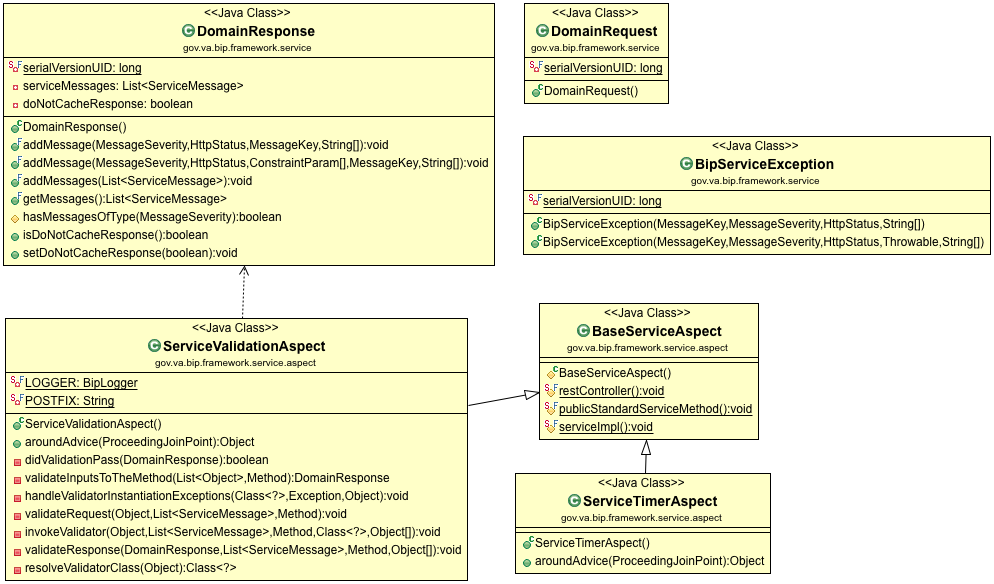 <<Java Class>>
DomainResponse
gov.va.bip.framework.service
serialVersionUID: long
serviceMessages: List<ServiceMessage>
doNotCacheResponse: boolean
DomainResponse()
addMessage(MessageSeverity,HttpStatus,MessageKey,String[]):void
addMessage(MessageSeverity,HttpStatus,ConstraintParam[],MessageKey,String[]):void
addMessages(List<ServiceMessage>):void
getMessages():List<ServiceMessage>
hasMessagesOfType(MessageSeverity):boolean
isDoNotCacheResponse():boolean
setDoNotCacheResponse(boolean):void
<<Java Class>>
DomainRequest
gov.va.bip.framework.service
serialVersionUID: long
DomainRequest()
<<Java Class>>
BipServiceException
gov.va.bip.framework.service
serialVersionUID: long
BipServiceException(MessageKey,MessageSeverity,HttpStatus,String[])
BipServiceException(MessageKey,MessageSeverity,HttpStatus,Throwable,String[])
<<Java Class>>
ServiceValidationAspect
gov.va.bip.framework.service.aspect
LOGGER: BipLogger
POSTFIX: String
ServiceValidationAspect()
aroundAdvice(ProceedingJoinPoint):Object
didValidationPass(DomainResponse):boolean
validateInputsToTheMethod(List<Object>,Method):DomainResponse
handleValidatorInstantiationExceptions(Class<?>,Exception,Object):void
validateRequest(Object,List<ServiceMessage>,Method):void
invokeValidator(Object,List<ServiceMessage>,Method,Class<?>,Object[]):void
validateResponse(DomainResponse,List<ServiceMessage>,Method,Object[]):void
resolveValidatorClass(Object):Class<?>
<<Java Class>>
BaseServiceAspect
gov.va.bip.framework.service.aspect
BaseServiceAspect()
restController():void
publicStandardServiceMethod():void
serviceImpl():void
<<Java Class>>
ServiceTimerAspect
gov.va.bip.framework.service.aspect
ServiceTimerAspect()
aroundAdvice(ProceedingJoinPoint):Object